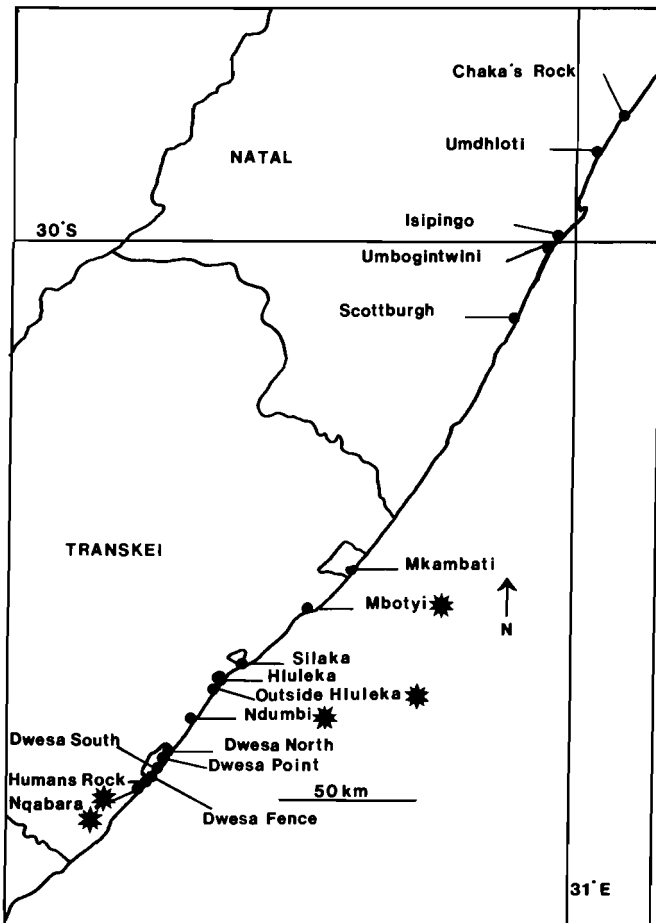 Chaka's Rock
Umdhloti
NATAL
Isipingo
30°S
Umbogintwini
Scottburgh
TRANSKEI
Mkambati
Mbotyi
N
Silaka
Hluleka
Outside Hluleka
Ndumbi
Dwesa South
Dwesa North
Dwesa Point
Humans Rock
50 km
Nqabara
Dwesa Fence
31°E